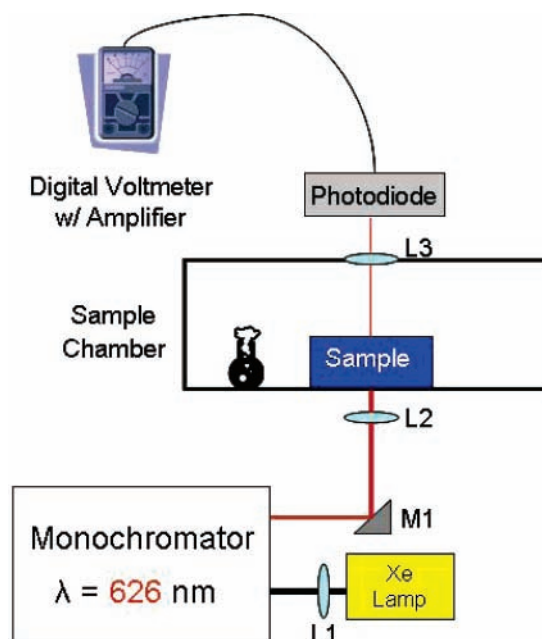 Digital Voltmeter
w/ Amplifier
Photodiode
L3
Sample
Chamber
Sample
L2
M1
Monochromator
λ = 626 nm
Xe
Lamp
L1